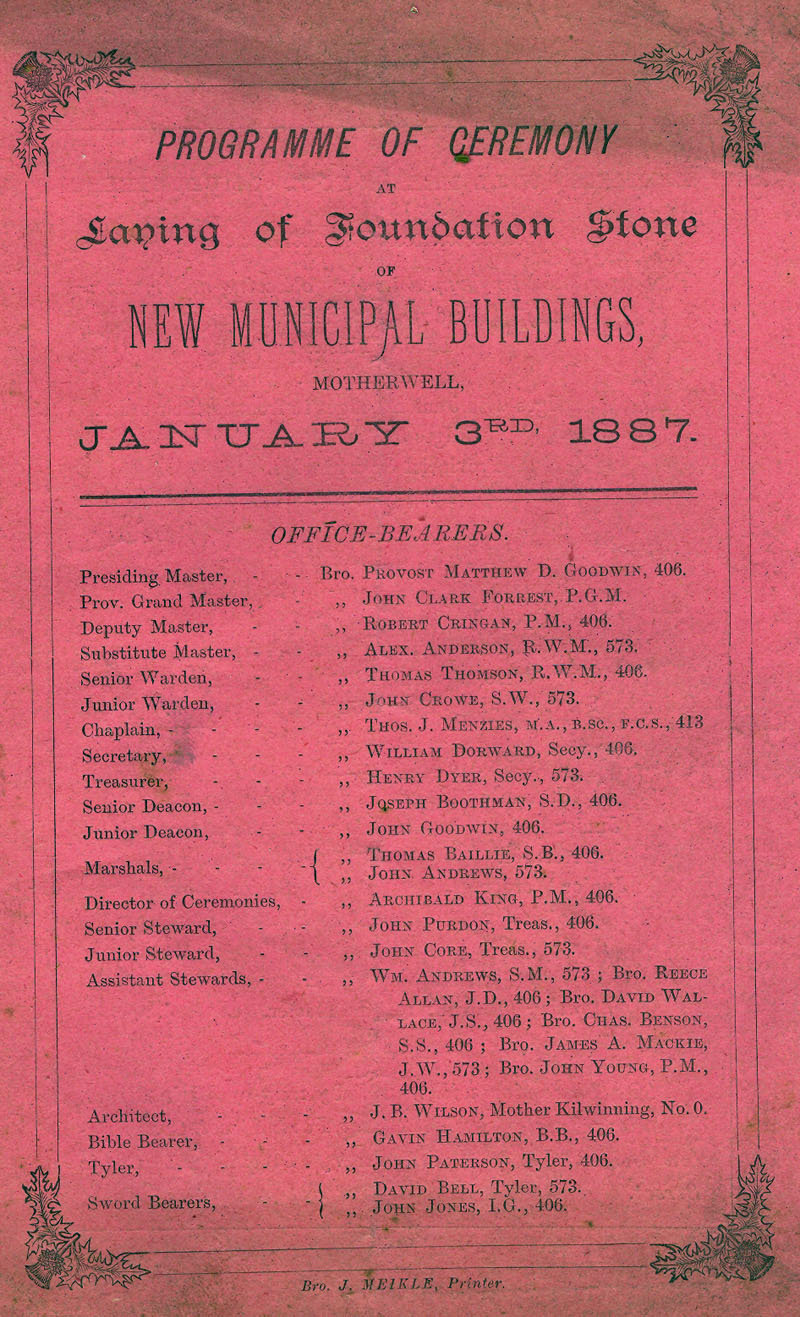 PROGRAMME OF CEREMONY
AT
Laying of Foundation Stone
OF
NEW MUNICIPAL BUILDINGS,
MOTHERWELL,
JANUARY 3RD, 1887.
OFFICE-BEARERS.
Presiding Master, - - Bro. PROVOST MATTHEW D. GOODWIN, 406.
Prov. Grand Master, - ,, JOHN CLARK FORREST, P.G.M.
Deputy Master, - - ,, ROBERT CRINGAN, P.M., 406.
Substitute Master, - - ,, ALEX. ANDERSON, R.W.M., 573.
Senior Warden, - - ,, THOMAS THOMSON, R.W.M., 406.
Junior Warden, - - ,, JOHN CROWE, S.W., 573.
Chaplain, - - - - ,, THOS. J. MENZIES, M.A., B.SC., F.C.S., 413
Secretary, - - - ,, WILLIAM DORWARD, Secy., 406.
Treasurer, - - - ,, HENRY DYER, Secy., 573.
Senior Deacon, - - - ,, JOSEPH BOOTHMAN, S.D., 406.
Junior Deacon, - - ,, JOHN GOODWIN, 406.
Marshals, - - - - { ,, THOMAS BAILLIE, S.B., 406.
,, JOHN ANDREWS, 573.
Director of Ceremonies, - ,, ARCHIBALD KING, P.M., 406.
Senior Steward, - - ,, JOHN PURDON, Treas., 406.
Junior Steward, - - ,, JOHN CORE, Treas., 573.
Assistant Stewards, - - ,, WM. ANDREWS, S.M., 573 ; Bro. REECE
ALLAN, J.D., 406 ; Bro. DAVID WAL-
LACE, J.S., 406 ; Bro. CHAS. BENSON,
S.S., 406 ; Bro. JAMES A. MACKIE,
J.W., 573 ; Bro. JOHN YOUNG, P.M.,
406.
Architect, - - - ,, J. B. WILSON, Mother Kilwinning, No. 0.
Bible Bearer, - - - ,, GAVIN HAMILTON, B.B., 406.
Tyler, - - - - ,, JOHN PATERSON, Tyler, 406.
Sword Bearers, - - { ,, DAVID BELL, Tyler, 573.
,, JOHN JONES, I.G., 406.
Bro. J. MEIKLE, Printer.